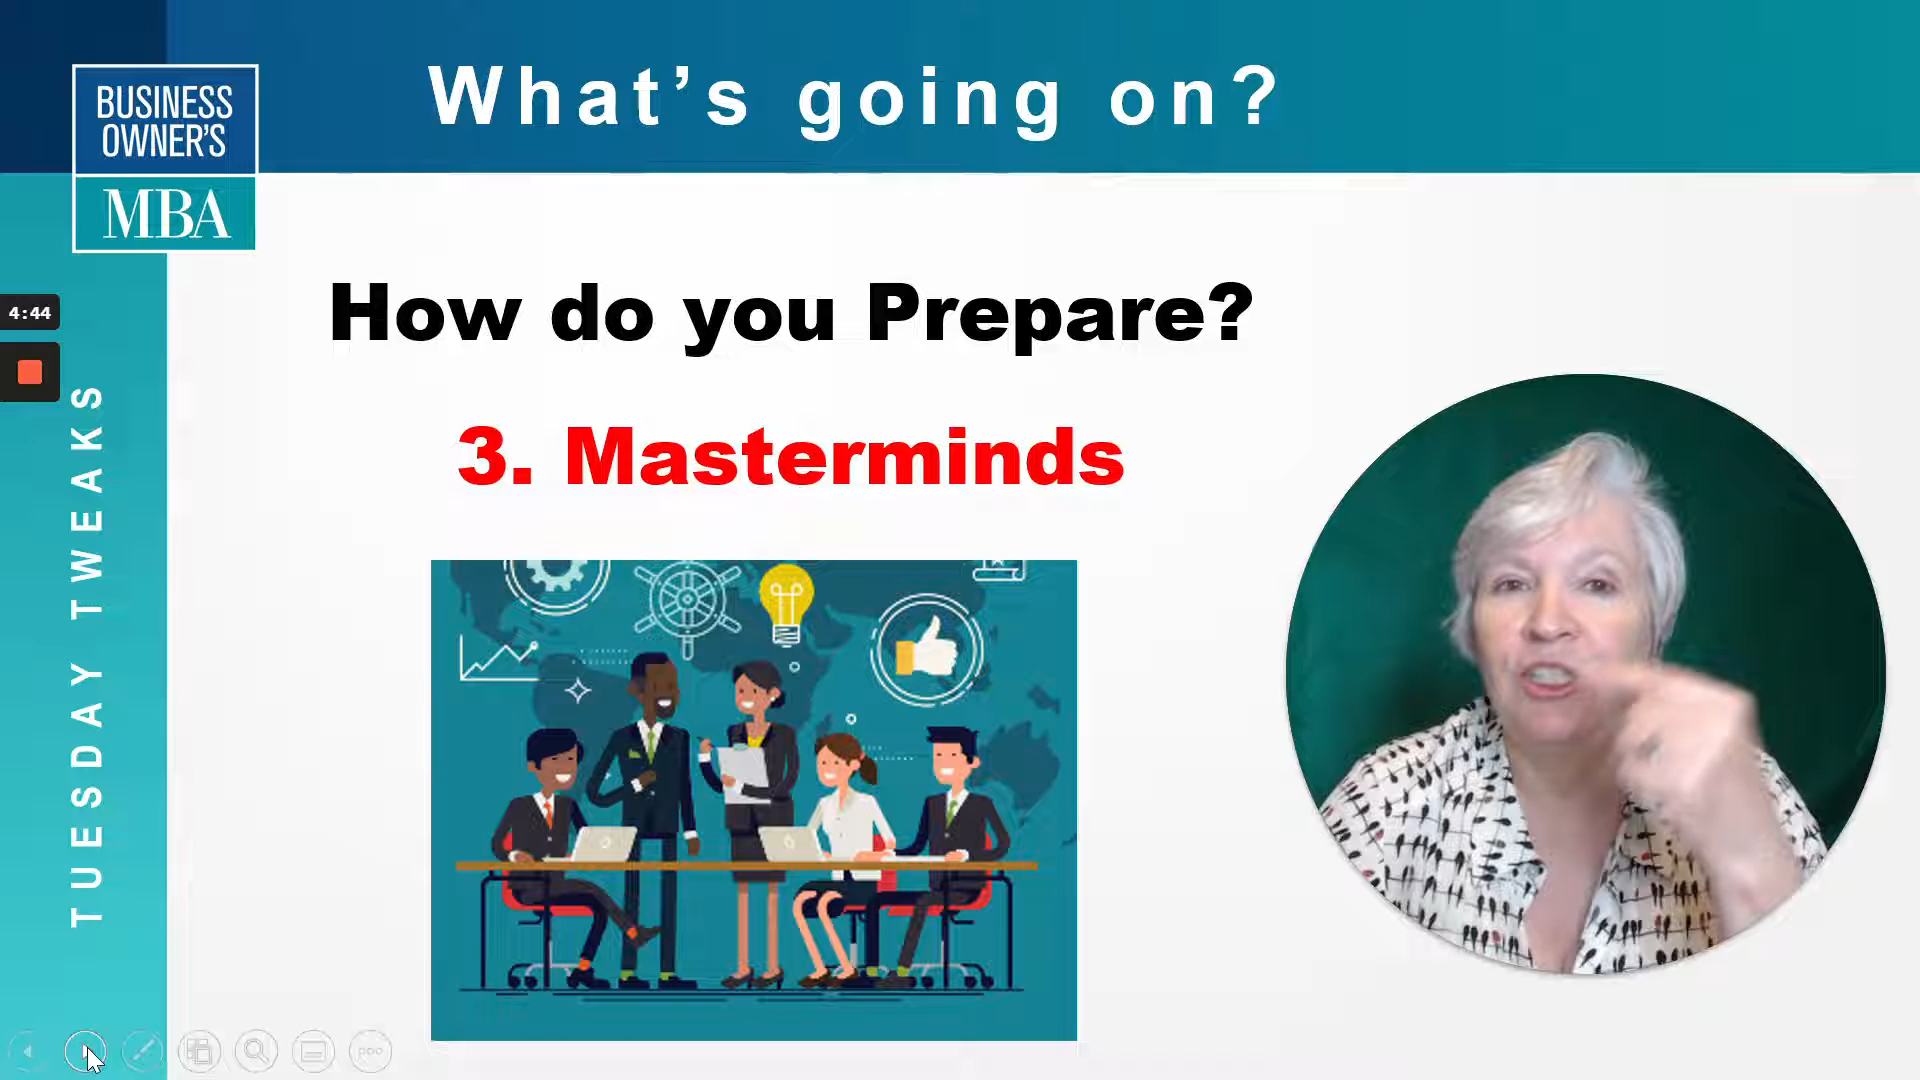 What's going on?
BUSINESS
OWNER'S
MBA
How do you Prepare?
4:44
3. Masterminds
TUESDAY TWEAKS